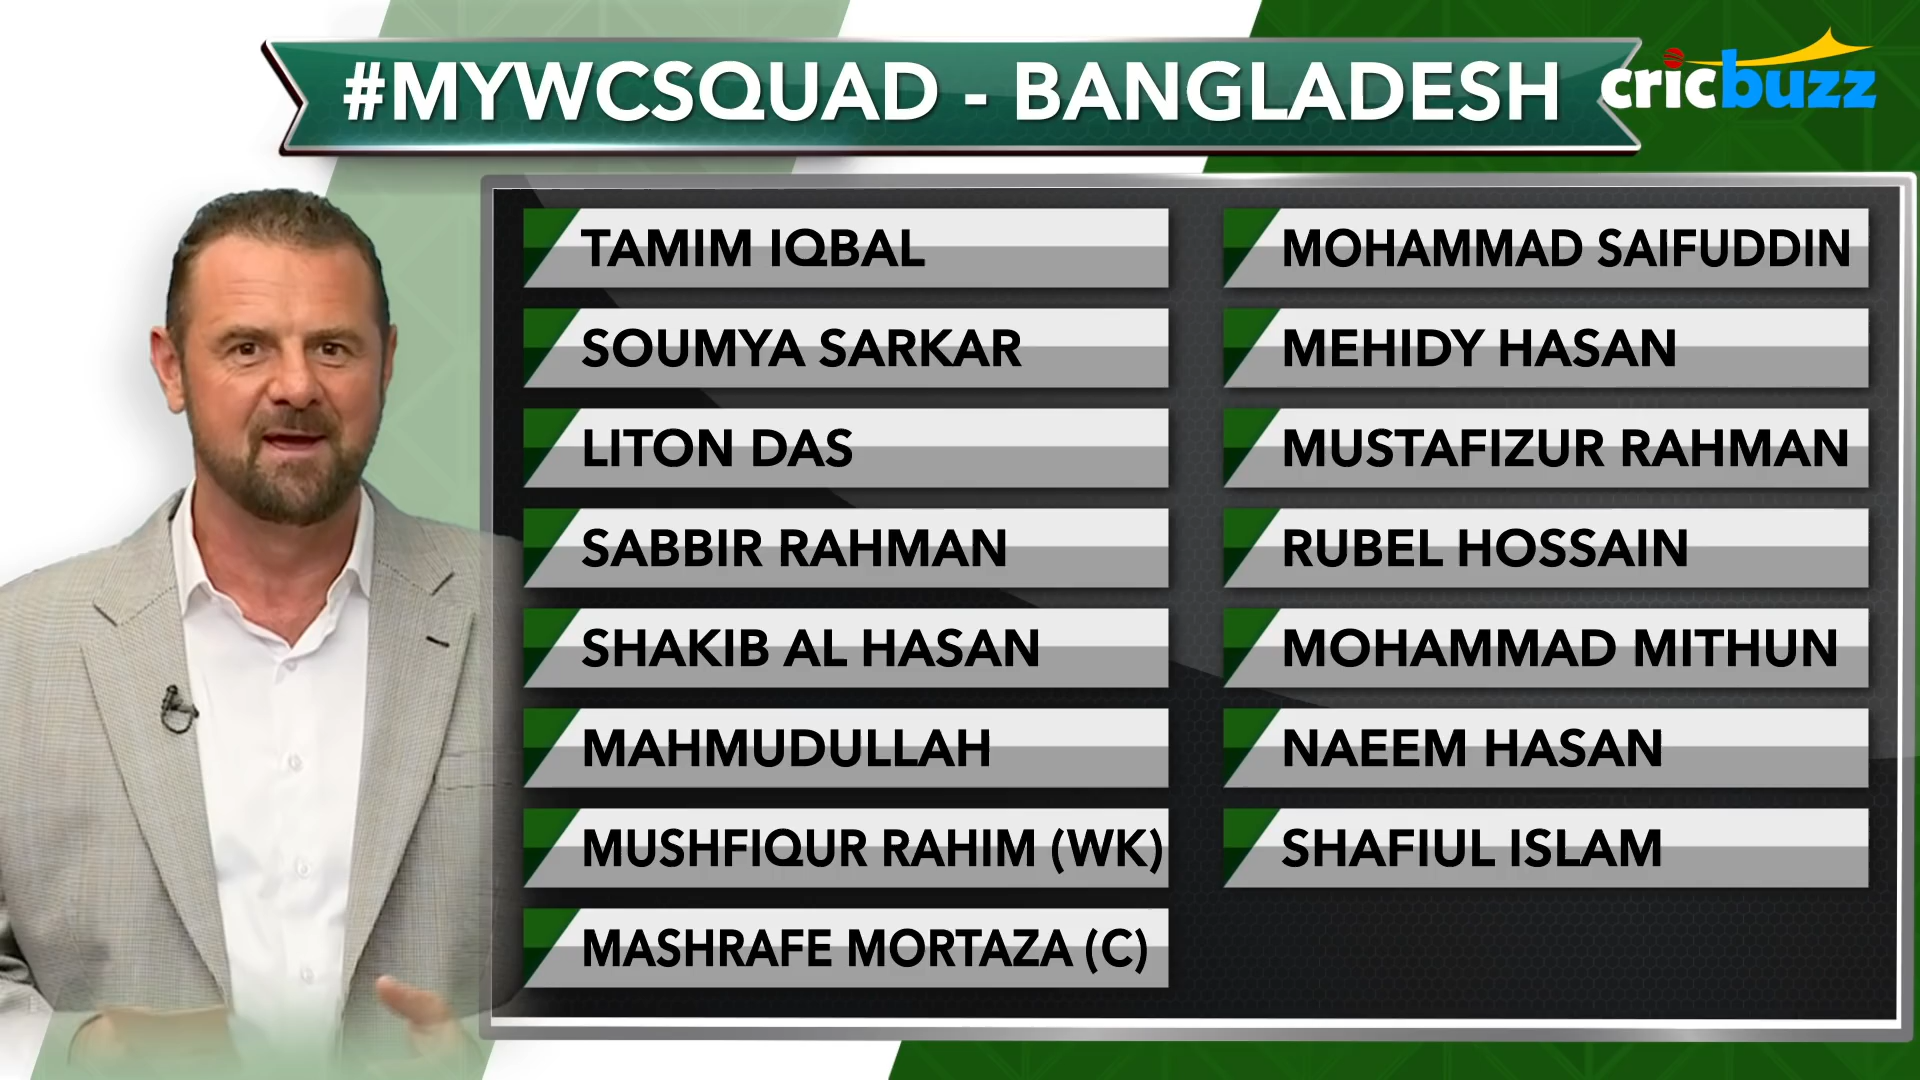 #MYWCSQUAD - BANGLADESH
cricbuzz
TAMIM IQBAL
SOUMYA SARKAR
LITON DAS
SABBIR RAHMAN
SHAKIB AL HASAN
MAHMUDULLAH
MUSHFIQUR RAHIM (WK)
MASHRAFE MORTAZA (C)
MOHAMMAD SAIFUDDIN
MEHIDY HASAN
MUSTAFIZUR RAHMAN
RUBEL HOSSAIN
MOHAMMAD MITHUN
NAEEM HASAN
SHAFIUL ISLAM